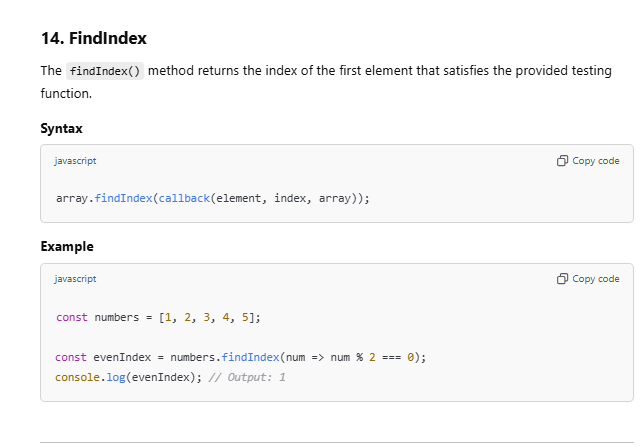 14. FindIndex
The findIndex() method returns the index of the first element that satisfies the provided testing
function.
Syntax
javascript Copy code
array.findIndex(callback(element, index, array));
Example
javascript Copy code
const numbers = [1, 2, 3, 4, 5];
const evenIndex = numbers.findIndex(num => num % 2 === 0);
console.log(evenIndex); // Output: 1